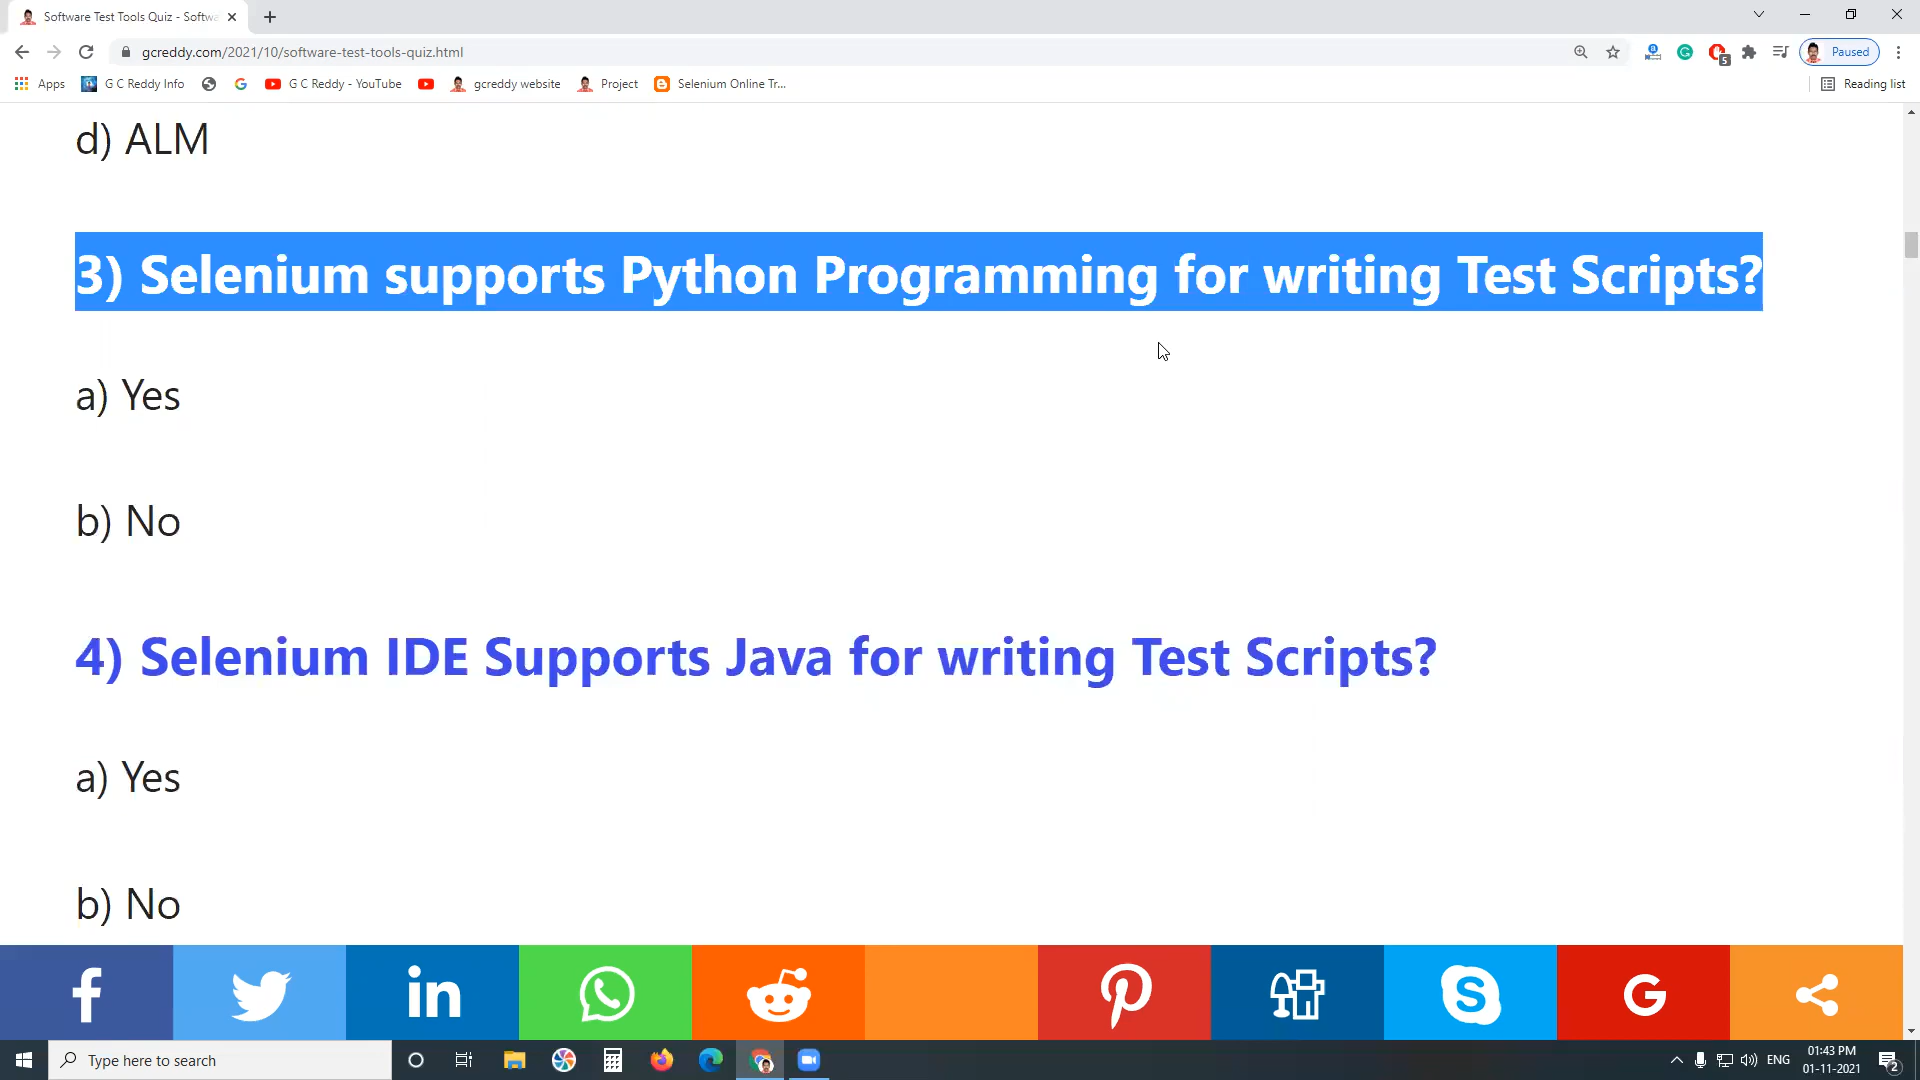 Software Test Tools Quiz - Softwa
gcreddy.com/2021/10/software-test-tools-quiz.html
5
Paused
Apps
G C Reddy Info
G C Reddy - YouTube
gcreddy website
Project
Selenium Online Tr...
Reading list
d) ALM
3) Selenium supports Python Programming for writing Test Scripts?
a) Yes
b) No
4) Selenium IDE Supports Java for writing Test Scripts?
a) Yes
b) No
Type here to search
ENG
01:43 PM
01-11-2021
2